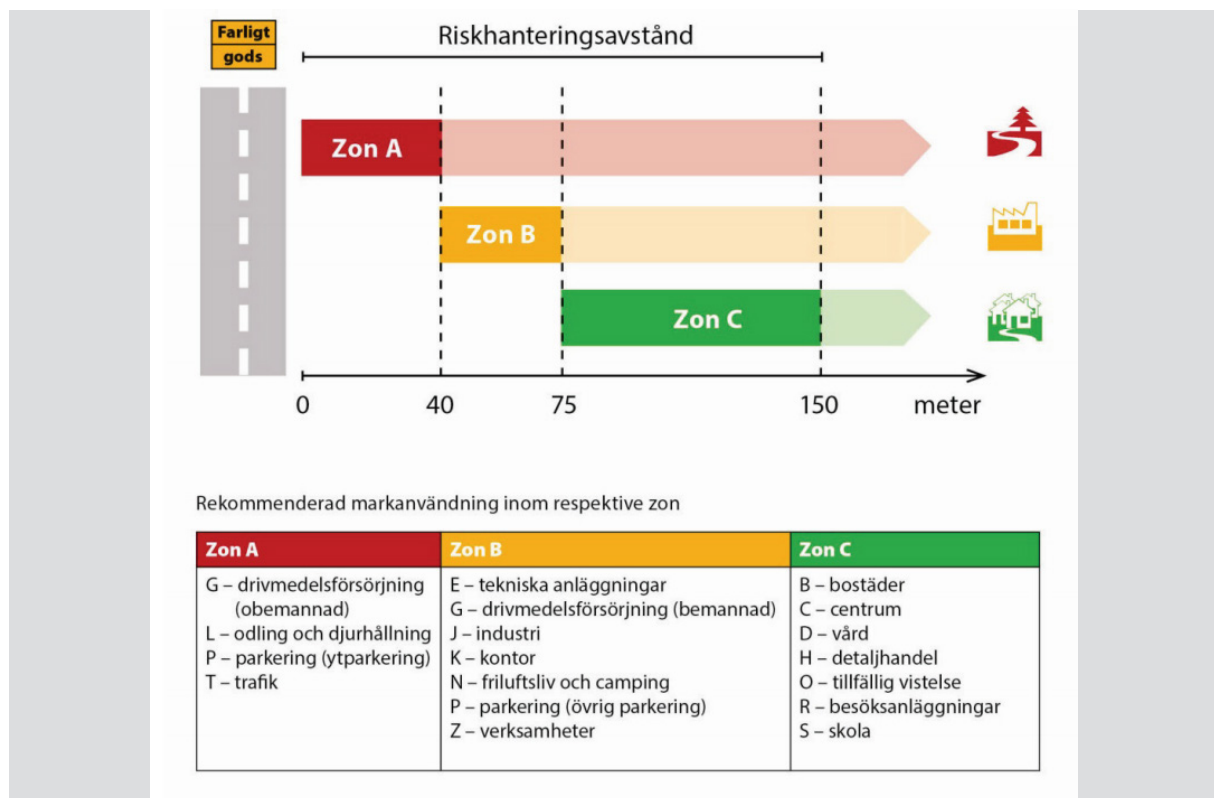 Farligt
gods
Riskhanteringsavstånd
Zon A
Zon B
Zon C
0 40 75 150 meter
Rekommenderad markanvändning inom respektive zon
Zon A
G – drivmedelsförsörjning
(obemannad)
L – odling och djurhållning
P – parkering (ytparkering)
T – trafik
Zon B
E – tekniska anläggningar
G – drivmedelsförsörjning (bemannad)
J – industri
K – kontor
N – friluftsliv och camping
P – parkering (övrig parkering)
Z – verksamheter
Zon C
B – bostäder
C – centrum
D – vård
H – detaljhandel
O – tillfällig vistelse
R – besöksanläggningar
S – skola